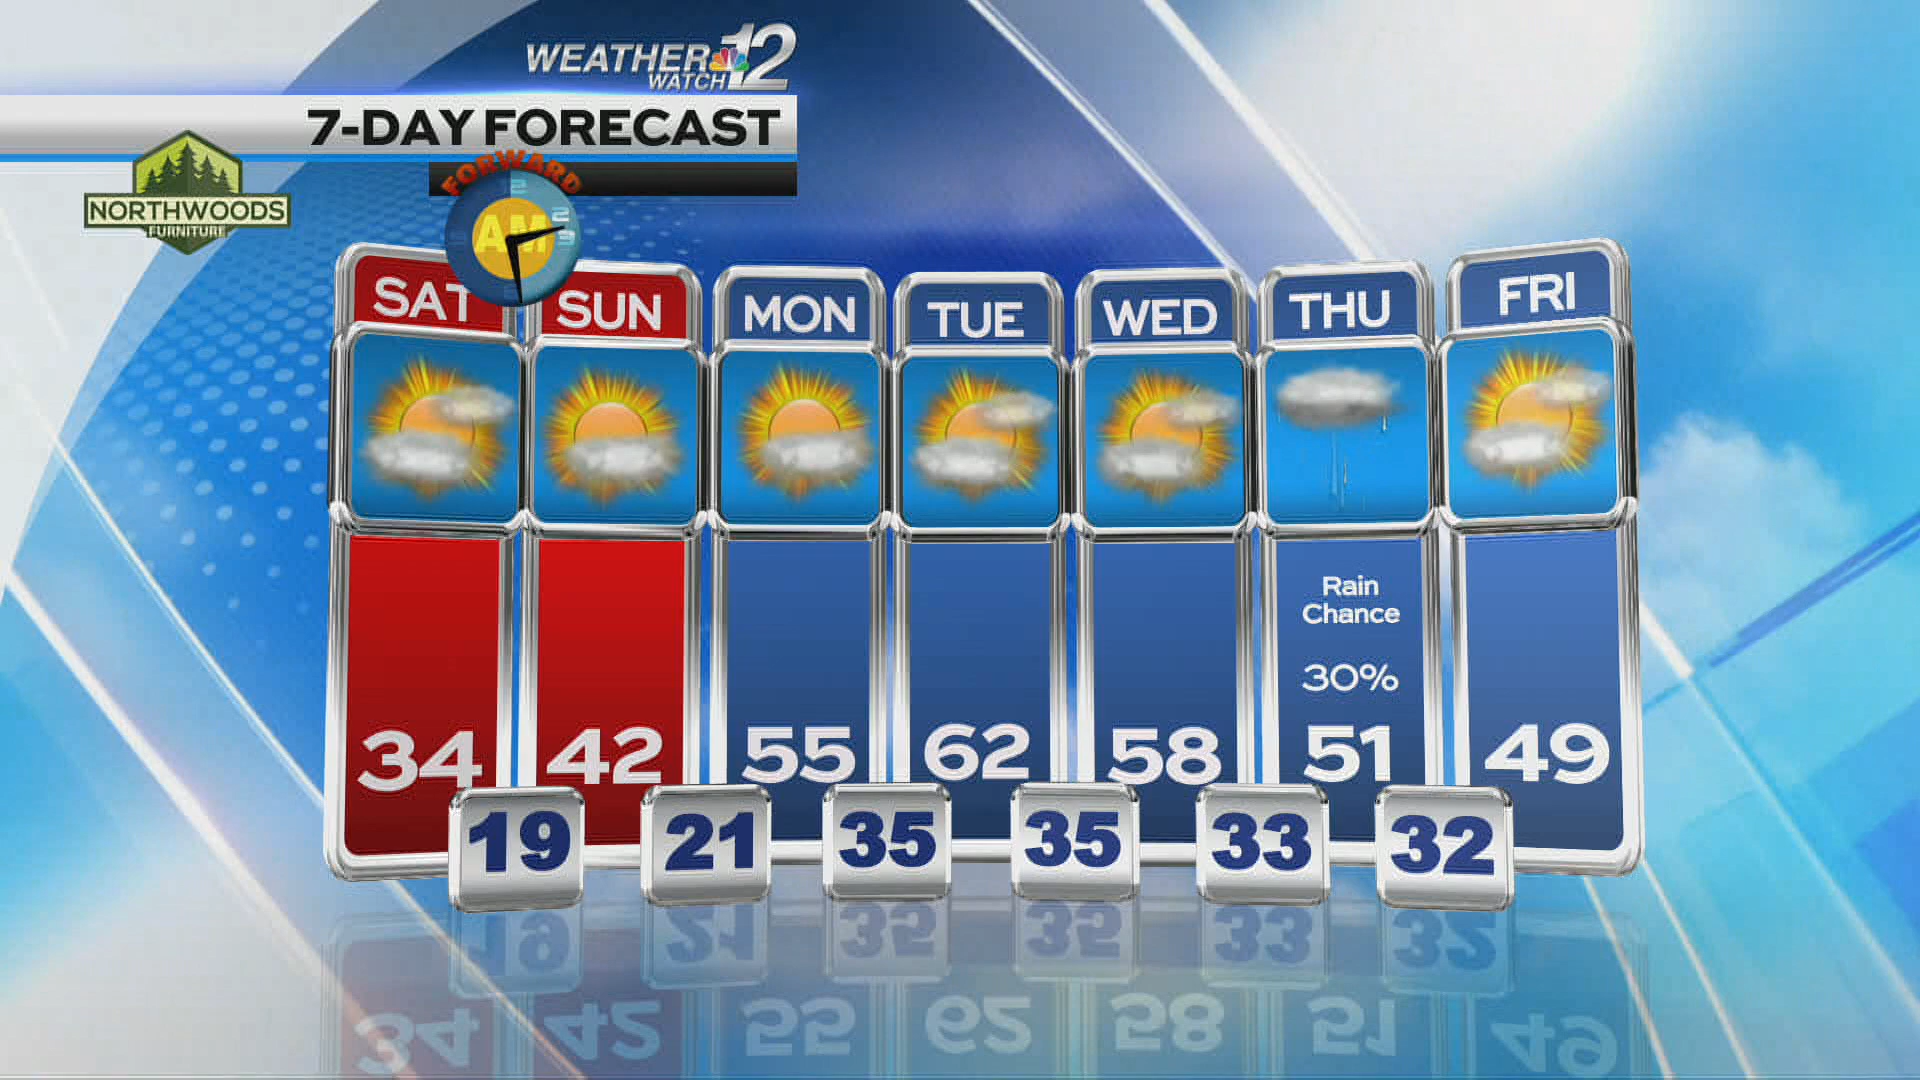 WEATHER 12
WATCH
7-DAY FORECAST
NORTHWOODS
FURNITURE
FORWARD
AM
2
SAT SUN MON TUE WED THU FRI
Rain
Chance
30%
34 42 55 62 58 51 49
19 21 35 35 33 32